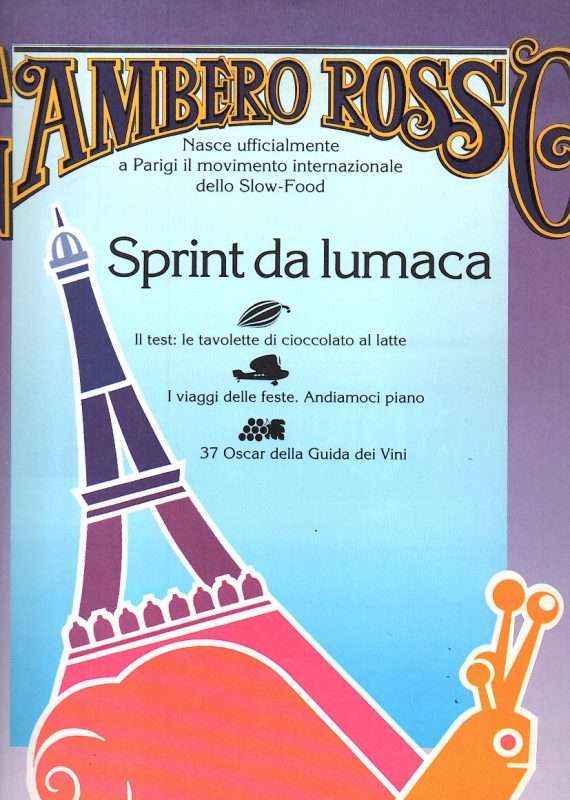 GAMBERO ROSSO
Nasce ufficialmente
a Parigi il movimento internazionale
dello Slow-Food
Sprint da lumaca
Il test: le tavolette di cioccolato al latte
I viaggi delle feste. Andiamoci piano
37 Oscar della Guida dei Vini